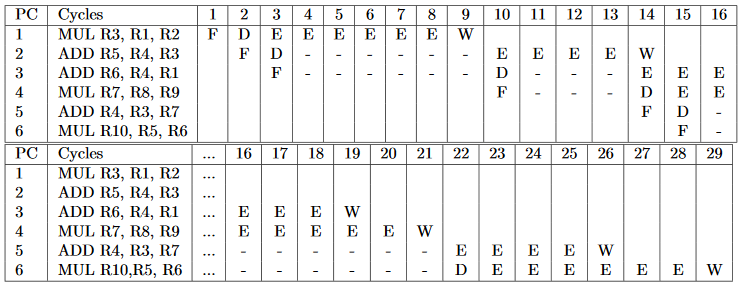 PC Cycles 1 2 3 4 5 6 7 8 9 10 11 12 13 14 15 16
1 MUL R3, R1, R2 F D E E E E E E W
2 ADD R5, R4, R3 F D - - - - - - E E E E W
3 ADD R6, R4, R1 F - - - - - - D - - - E E E
4 MUL R7, R8, R9 F - - - D E E
5 ADD R4, R3, R7 F D -
6 MUL R10, R5, R6 F -
PC Cycles ... 16 17 18 19 20 21 22 23 24 25 26 27 28 29
1 MUL R3, R1, R2 ...
2 ADD R5, R4, R3 ...
3 ADD R6, R4, R1 ... E E E W
4 MUL R7, R8, R9 ... E E E E E W
5 ADD R4, R3, R7 ... - - - - - - E E E E W
6 MUL R10,R5, R6 ... - - - - - - D E E E E E E W